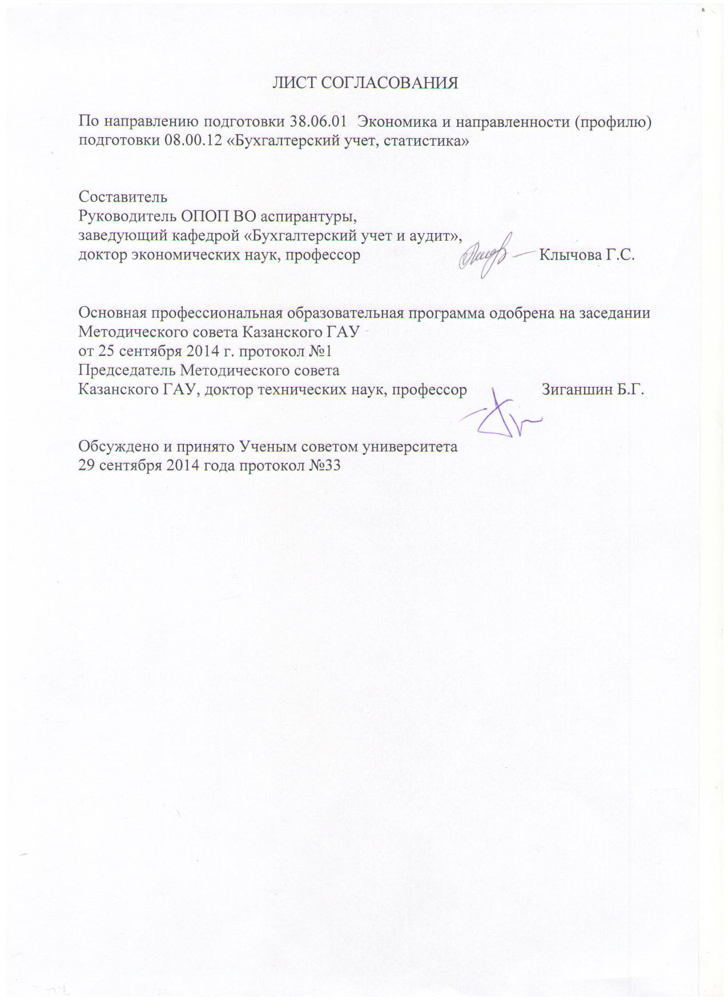 ЛИСТ СОГЛАСОВАНИЯ
По направлению подготовки 38.06.01 Экономика и направленности (профилю)
подготовки 08.00.12 «Бухгалтерский учет, статистика»
Составитель
Руководитель ОПОП ВО аспирантуры,
заведующий кафедрой «Бухгалтерский учет и аудит»,
доктор экономических наук, профессор Клычова Г.С.
Основная профессиональная образовательная программа одобрена на заседании
Методического совета Казанского ГАУ
от 25 сентября 2014 г. протокол №1
Председатель Методического совета
Казанского ГАУ, доктор технических наук, профессор Зиганшин Б.Г.
Обсуждено и принято Ученым советом университета
29 сентября 2014 года протокол №33